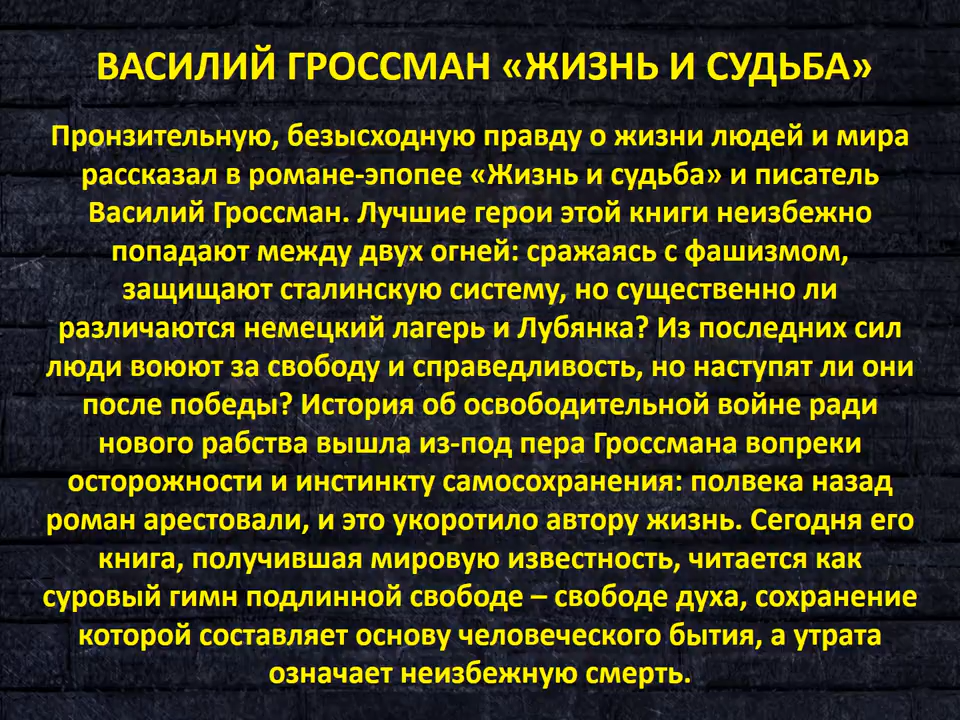 ВАСИЛИЙ ГРОССМАН «ЖИЗНЬ И СУДЬБА»
Пронзительную, безысходную правду о жизни людей и мира
рассказал в романе-эпопее «Жизнь и судьба» и писатель
Василий Гроссман. Лучшие герои этой книги неизбежно
попадают между двух огней: сражаясь с фашизмом,
защищают сталинскую систему, но существенно ли
различаются немецкий лагерь и Лубянка? Из последних сил
люди воюют за свободу и справедливость, но наступят ли они
после победы? История об освободительной войне ради
нового рабства вышла из-под пера Гроссмана вопреки
осторожности и инстинкту самосохранения: полвека назад
роман арестовали, и это укоротило автору жизнь. Сегодня его
книга, получившая мировую известность, читается как
суровый гимн подлинной свободе – свободе духа, сохранение
которой составляет основу человеческого бытия, а утрата
означает неизбежную смерть.